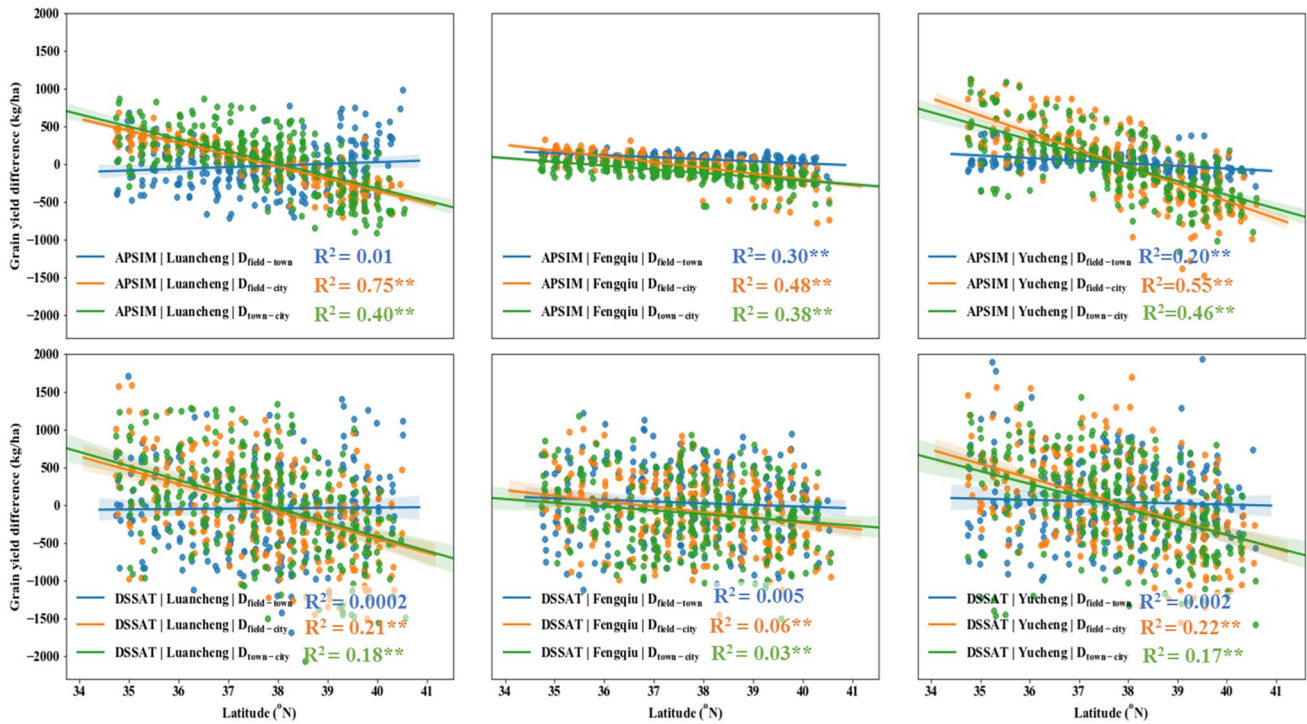 2000
1500
1000
500
0
−500
−1000
−1500
−2000
Grain yield difference (kg/ha)
APSIM | Luancheng | Dfield−town R² = 0.01
APSIM | Luancheng | Dfield−city R² = 0.75**
APSIM | Luancheng | Dtown−city R² = 0.40**
APSIM | Fengqiu | Dfield−town R²= 0.30**
APSIM | Fengqiu | Dfield−city R² = 0.48**
APSIM | Fengqiu | Dtown−city R² = 0.38**
APSIM | Yucheng | Dfield−town R²=0.20**
APSIM | Yucheng | Dfield−city R²=0.55**
APSIM | Yucheng | Dtown−city R²=0.46**
2000
1500
1000
500
0
−500
−1000
−1500
−2000
Grain yield difference (kg/ha)
DSSAT | Luancheng | Dfield−town R² = 0.0002
DSSAT | Luancheng | Dfield−city R² = 0.21**
DSSAT | Luancheng | Dtown−city R² = 0.18**
34 35 36 37 38 39 40 41
Latitude (°N)
DSSAT | Fengqiu | Dfield−town R² = 0.005
DSSAT | Fengqiu | Dfield−city R² = 0.06**
DSSAT | Fengqiu | Dtown−city R² = 0.03**
34 35 36 37 38 39 40 41
Latitude (°N)
DSSAT | Yucheng | Dfield−town R² = 0.002
DSSAT | Yucheng | Dfield−city R² = 0.22**
DSSAT | Yucheng | Dtown−city R² = 0.17**
34 35 36 37 38 39 40 41
Latitude (°N)